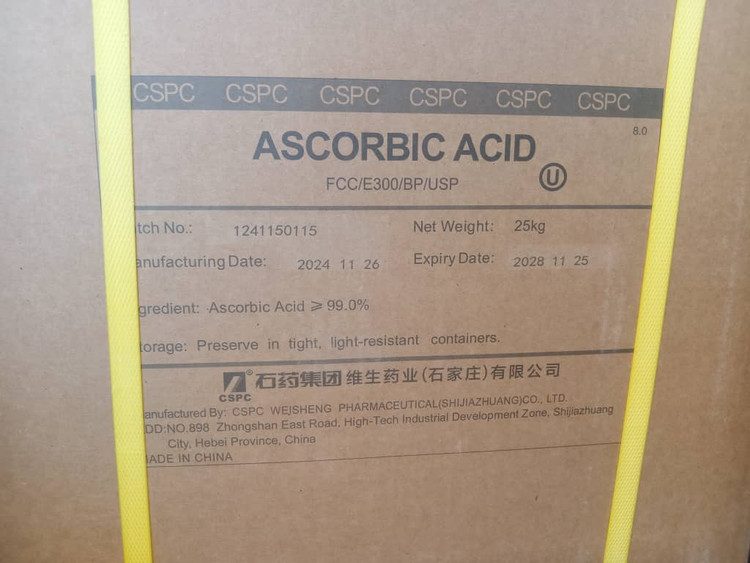 CSPC CSPC CSPC CSPC CSPC CSPC
8.0
ASCORBIC ACID
FCC/E300/BP/USP
U
tch No.: 1241150115 Net Weight: 25kg
anufacturing Date: 2024 11 26 Expiry Date: 2028 11 25
gredient: Ascorbic Acid ⩾ 99.0%
torage: Preserve in tight, light-resistant containers.
石药集团 维生药业(石家庄)有限公司
CSPC
anufactured By: CSPC WEISHENG PHARMACEUTICAL(SHIJIAZHUANG)CO., LTD.
DD:NO.898 Zhongshan East Road, High-Tech Industrial Development Zone, Shijiazhuang
City, Hebei Province, China
ADE IN CHINA